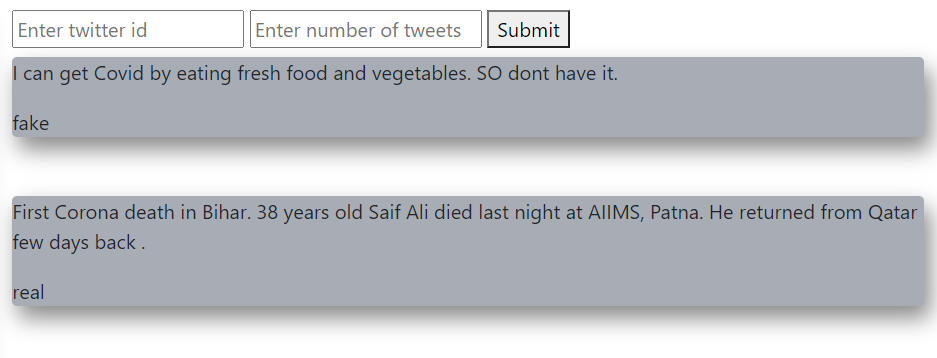 Enter twitter id Enter number of tweets Submit
I can get Covid by eating fresh food and vegetables. SO dont have it.
fake
First Corona death in Bihar. 38 years old Saif Ali died last night at AIIMS, Patna. He returned from Qatar
few days back .
real